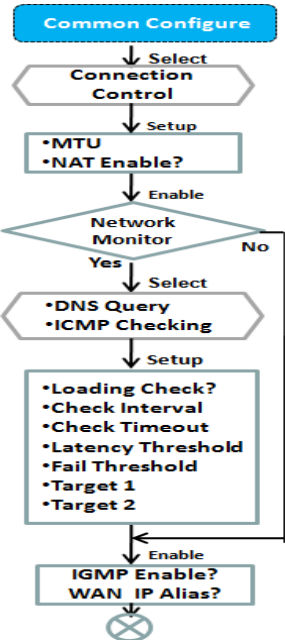 Common Configure
Select
Connection
Control
Setup
•MTU
•NAT Enable?
Enable
Network
Monitor
No
Yes
Select
•DNS Query
•ICMP Checking
Setup
•Loading Check?
•Check Interval
•Check Timeout
•Latency Threshold
•Fail Threshold
•Target 1
•Target 2
Enable
IGMP Enable?
WAN IP Alias?